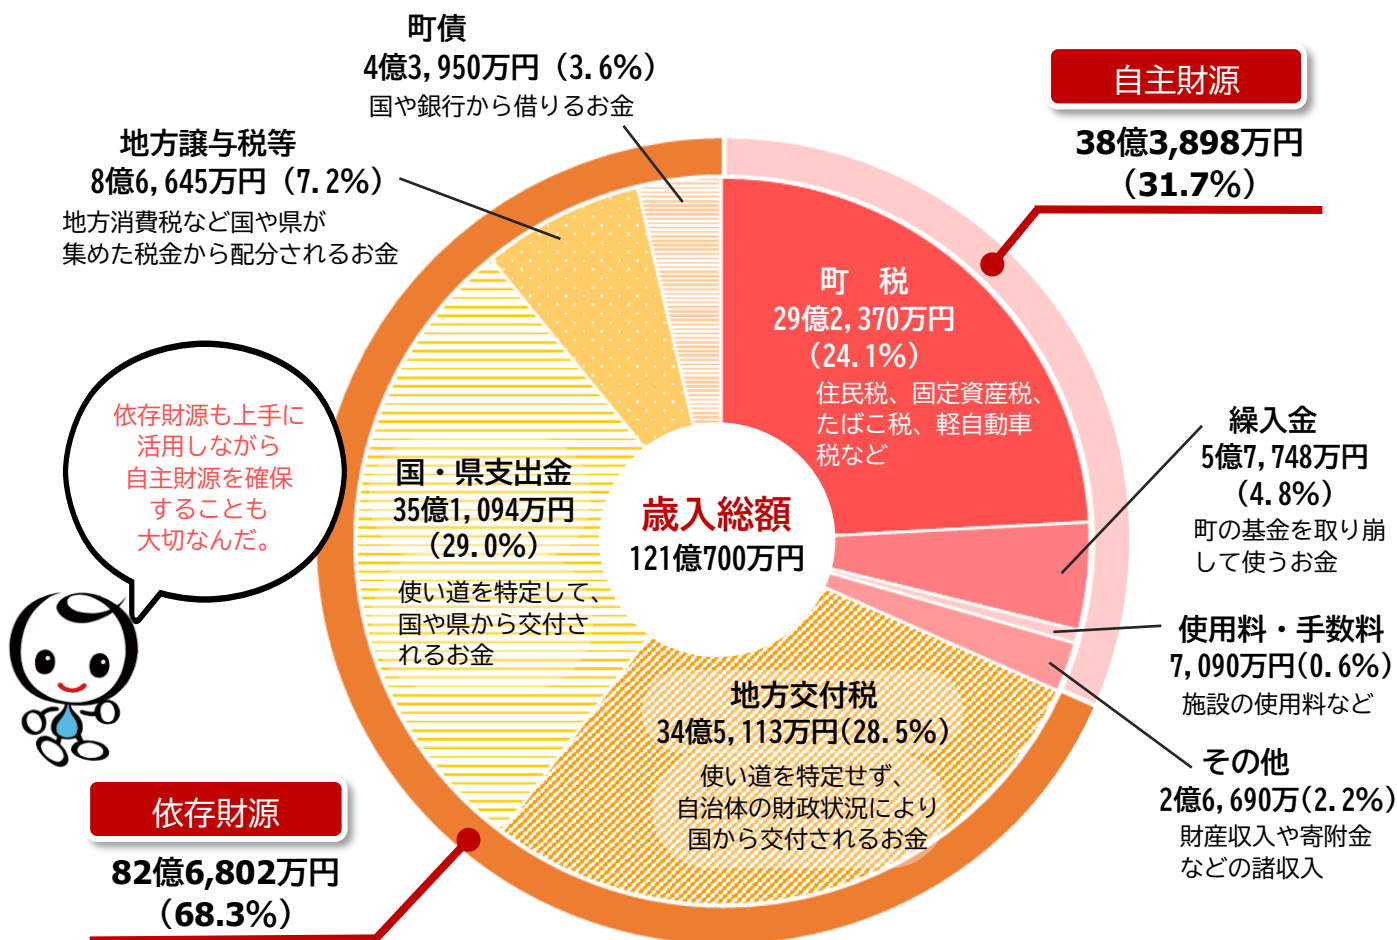 町債
4億3,950万円（3.6%）
国や銀行から借りるお金
地方譲与税等
8億6,645万円（7.2%）
地方消費税など国や県が
集めた税金から配分されるお金
自主財源
38億3,898万円
（31.7%）
町　税
29億2,370万円
（24.1%）
住民税、固定資産税、
たばこ税、軽自動車
税など
繰入金
5億7,748万円
（4.8%）
町の基金を取り崩
して使うお金
使用料・手数料
7,090万円(0.6%)
施設の使用料など
その他
2億6,690万(2.2%)
財産収入や寄附金
などの諸収入
歳入総額
121億700万円
国・県支出金
35億1,094万円
（29.0%）
使い道を特定して、
国や県から交付さ
れるお金
地方交付税
34億5,113万円(28.5%)
使い道を特定せず、
自治体の財政状況により
国から交付されるお金
依存財源も上手に
活用しながら
自主財源を確保
することも
大切なんだ。
依存財源
82億6,802万円
（68.3%）